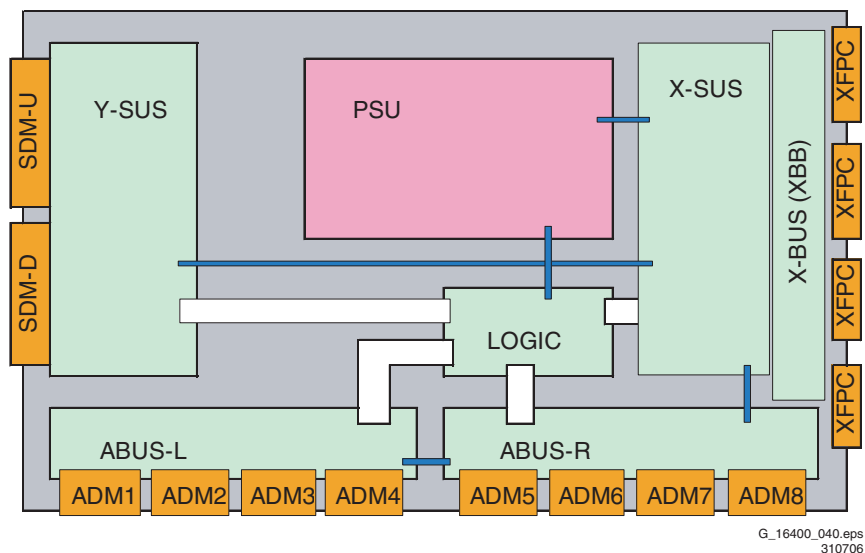 Y-SUS
PSU
X-SUS
SDM-U
SDM-D
X-BUS (XBB)
XFPC
XFPC
XFPC
XFPC
LOGIC
ABUS-L
ABUS-R
ADM1
ADM2
ADM3
ADM4
ADM5
ADM6
ADM7
ADM8
G_16400_040.eps
310706